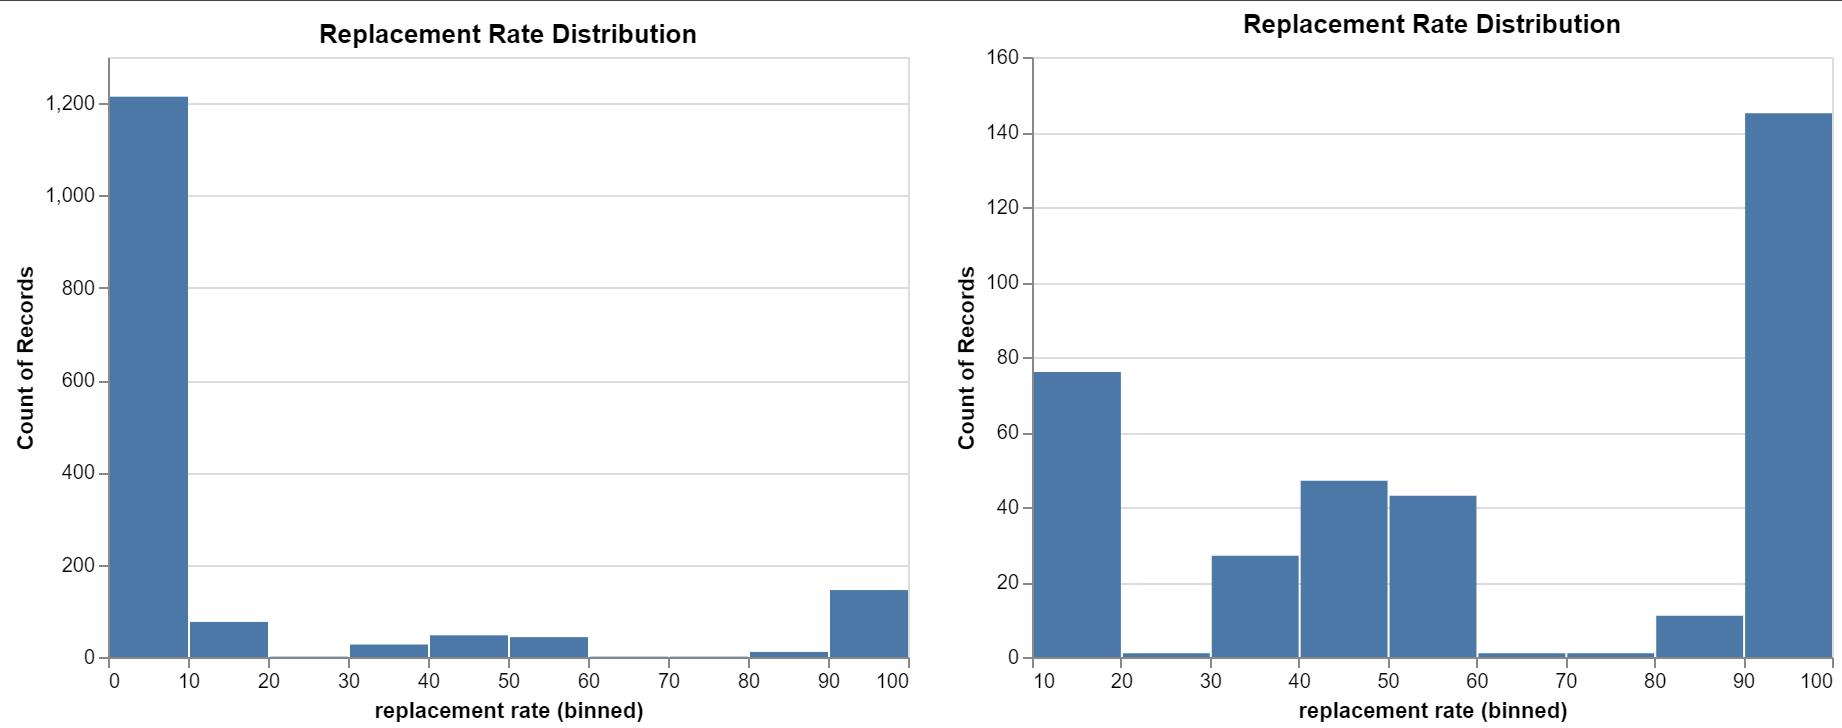 Replacement Rate Distribution
1,200
1,000
800
600
400
200
0
Count of Records
0 10 20 30 40 50 60 70 80 90 100
replacement rate (binned)
Replacement Rate Distribution
160
140
120
100
80
60
40
20
0
Count of Records
10 20 30 40 50 60 70 80 90 100
replacement rate (binned)